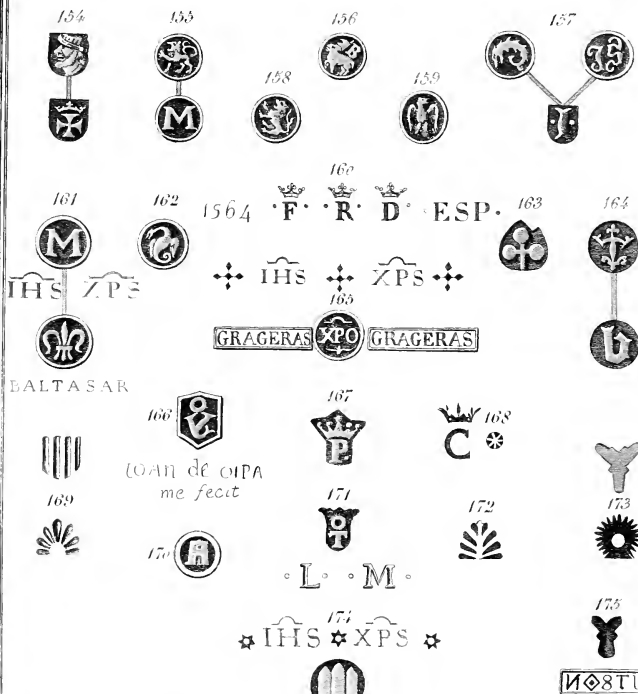 154 155 156 157
158 159
M
I
160
161 162 1564 ·F· ·R· D· ·ESP· 163 164
M
IHS XPS IHS XPS
165
GRAGERAS XPO GRAGERAS
BALTASAR
166 167 C 168
P
IOAN de OIPA
me fecit
169 171 172 173
OT
170
·L· ·M·
174
IHS XPS
175